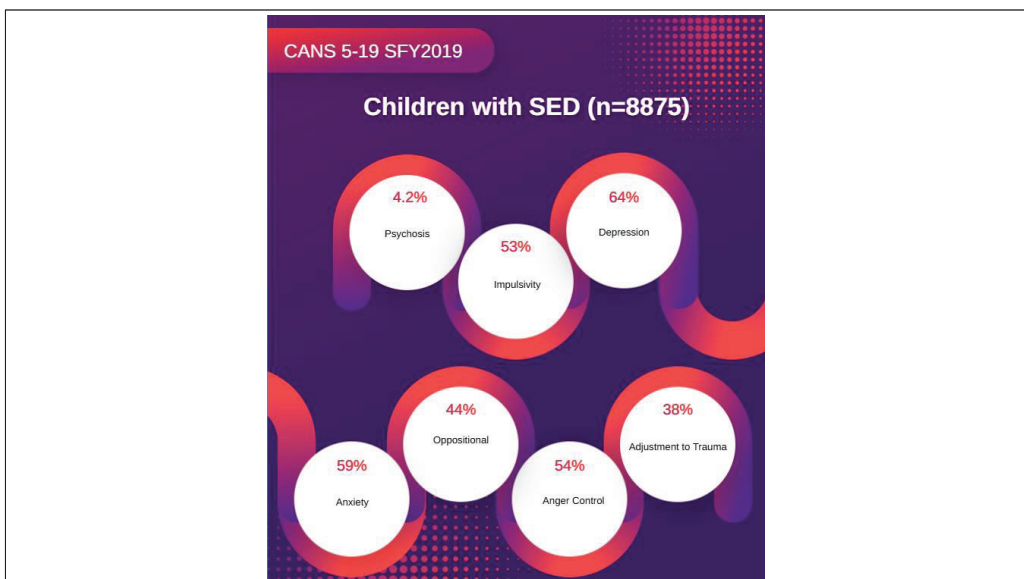 CANS 5-19 SFY2019
Children with SED (n=8875)
4.2%
Psychosis
53%
Impulsivity
64%
Depression
59%
Anxiety
44%
Oppositional
54%
Anger Control
38%
Adjustment to Trauma